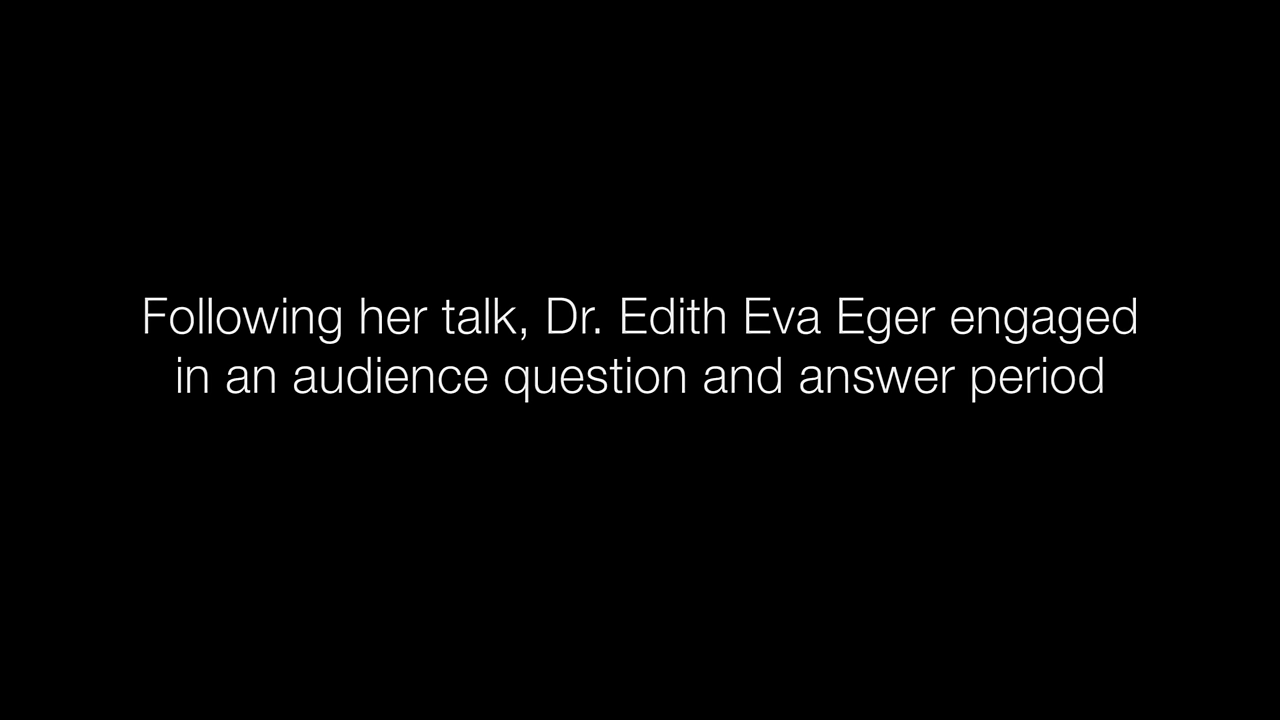 Following her talk, Dr. Edith Eva Eger engaged
in an audience question and answer period